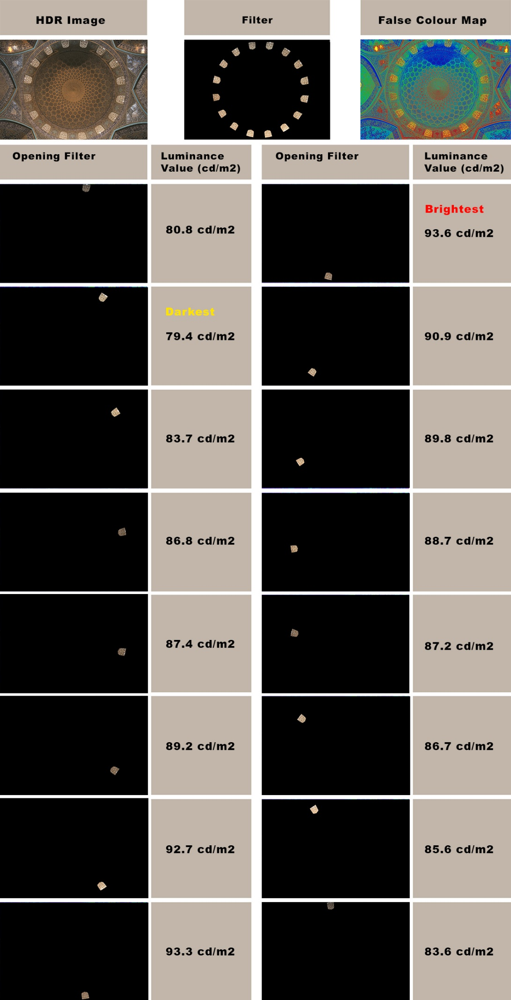 HDR Image
Filter
False Colour Map
Opening Filter
Luminance
Value (cd/m2)
Opening Filter
Luminance
Value (cd/m2)
80.8 cd/m2
Brightest
93.6 cd/m2
Darkest
79.4 cd/m2
90.9 cd/m2
83.7 cd/m2
89.8 cd/m2
86.8 cd/m2
88.7 cd/m2
87.4 cd/m2
87.2 cd/m2
89.2 cd/m2
86.7 cd/m2
92.7 cd/m2
85.6 cd/m2
93.3 cd/m2
83.6 cd/m2